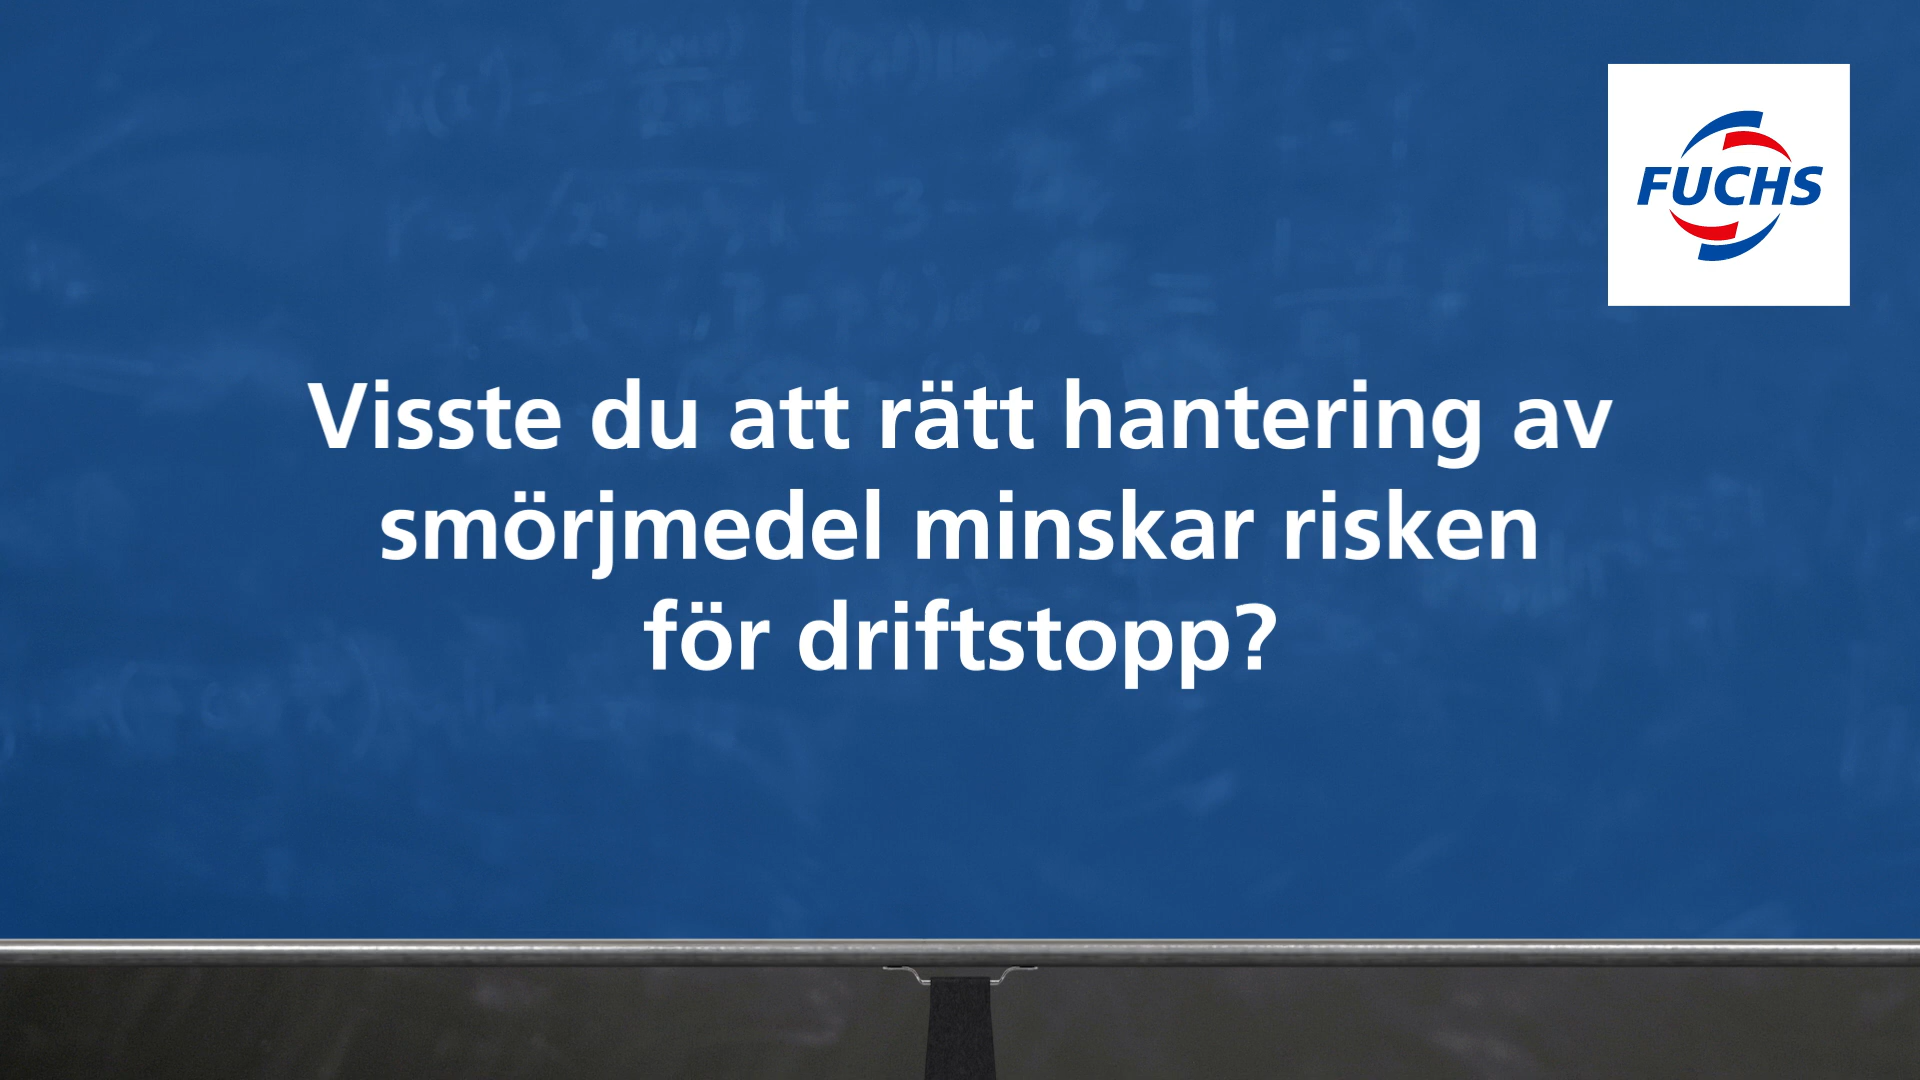 FUCHS
Visste du att rätt hantering av
smörjmedel minskar risken
för driftstopp?